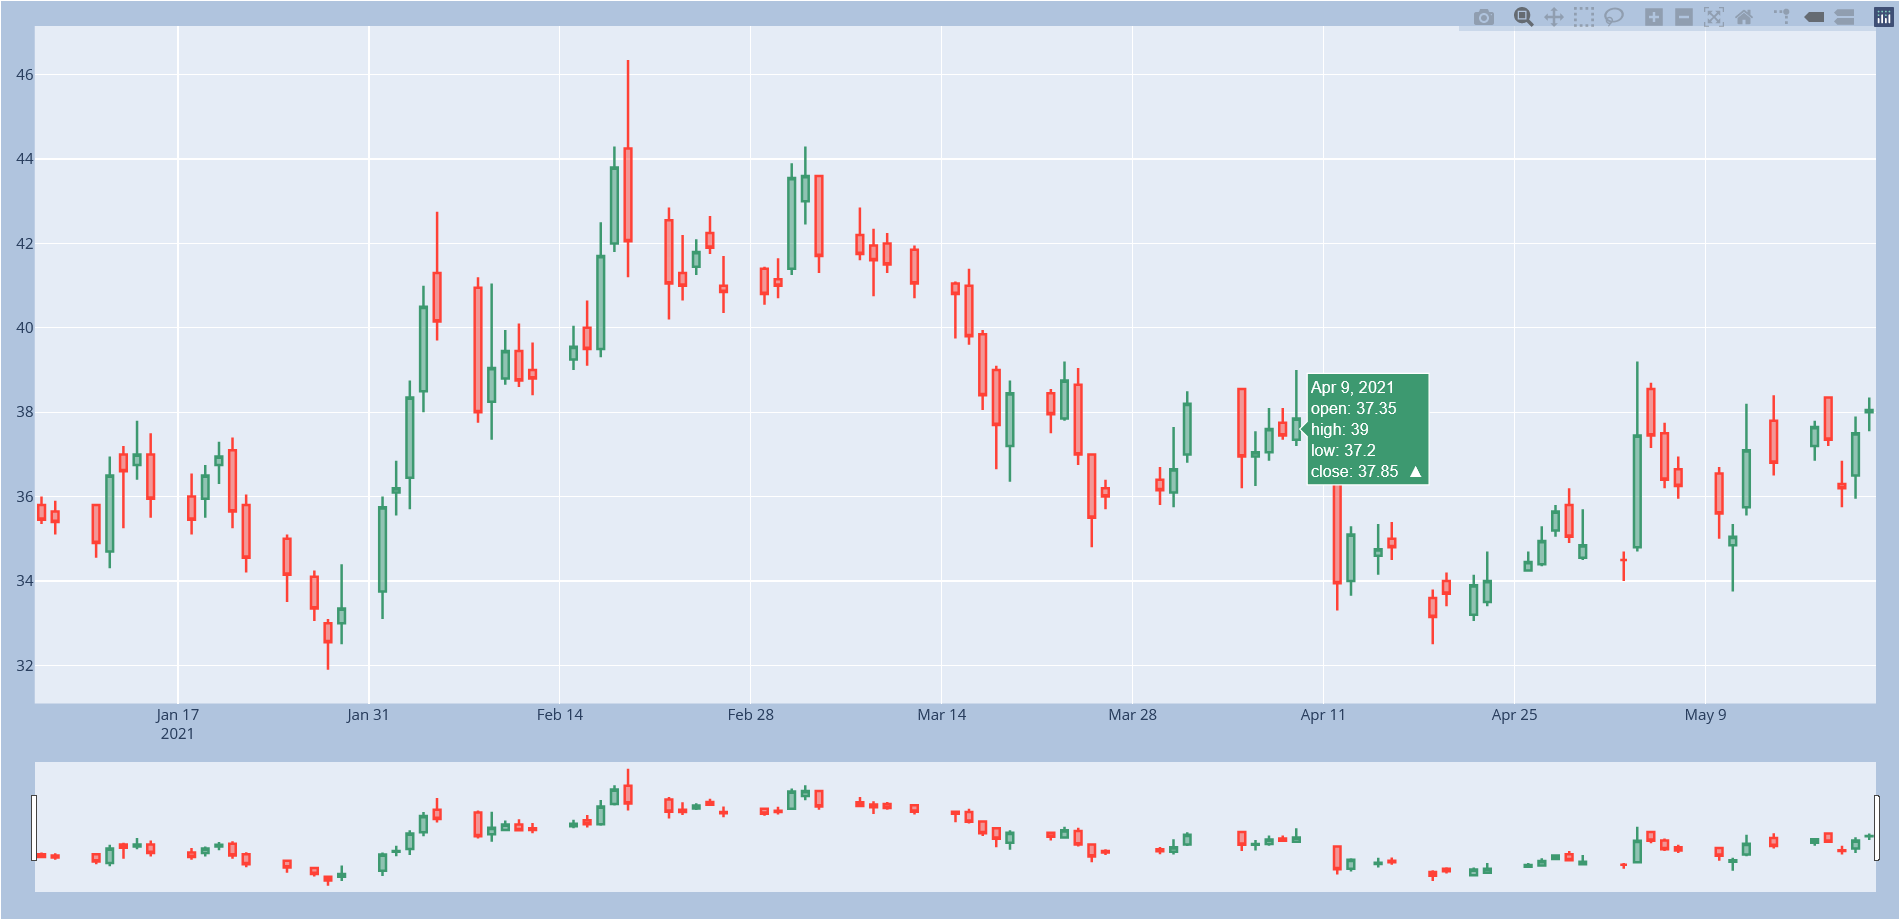 46
44
42
40
38
36
34
32
Apr 9, 2021
open: 37.35
high: 39
low: 37.2
close: 37.85 ▲
Jan 17 Jan 31 Feb 14 Feb 28 Mar 14 Mar 28 Apr 11 Apr 25 May 9
2021